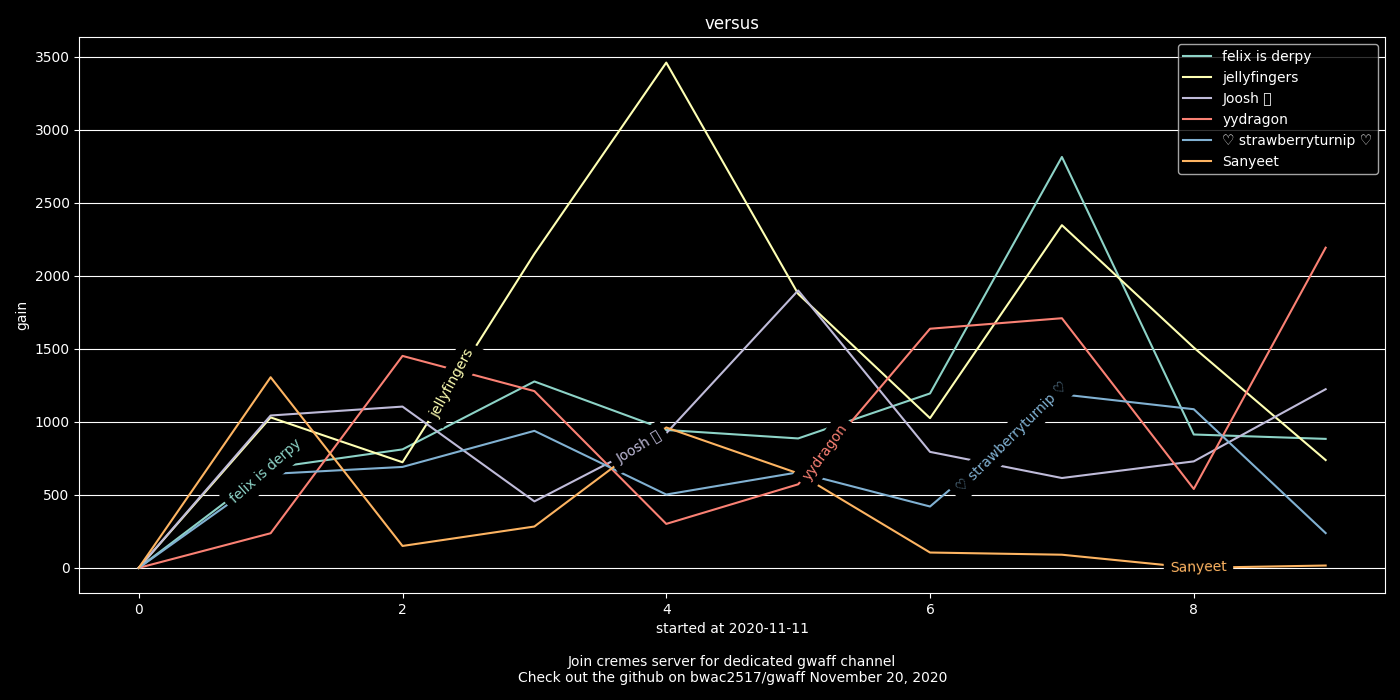 versus
3500
3000
2500
2000
1500
1000
500
0
gain
felix is derpy
jellyfingers
Joosh
yydragon
♡ strawberryturnip ♡
Sanyeet
felix is derpy
jellyfingers
Joosh
yydragon
♡ strawberryturnip ♡
Sanyeet
0 2 4 6 8
started at 2020-11-11
Join cremes server for dedicated gwaff channel
Check out the github on bwac2517/gwaff November 20, 2020